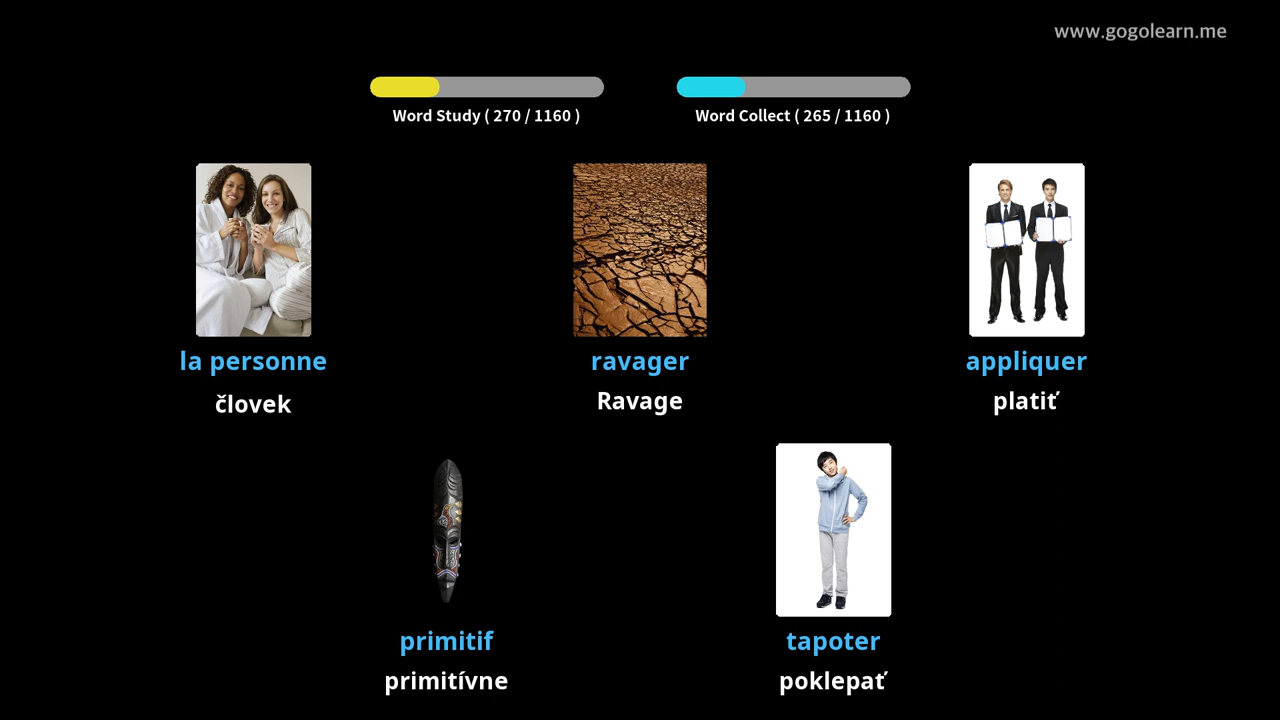 www.gogolearn.me
Word Study ( 270 / 1160 )
Word Collect ( 265 / 1160 )
la personne
človek
ravager
Ravage
appliquer
platiť
primitif
primitívne
tapoter
poklepať